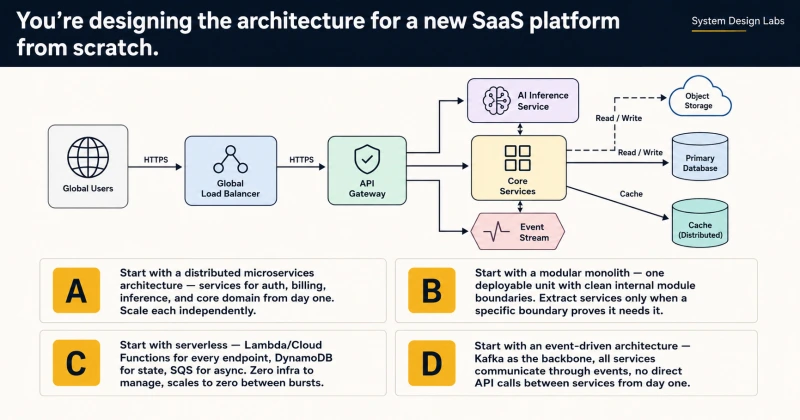 You're designing the architecture for a new SaaS platform
from scratch.
System Design Labs
Global Users
HTTPS
Global
Load Balancer
HTTPS
API
Gateway
AI Inference
Service
Core
Services
Event
Stream
Read / Write
Object
Storage
Read / Write
Primary
Database
Cache
Cache
(Distributed)
A
Start with a distributed microservices
architecture — services for auth, billing,
inference, and core domain from day one.
Scale each independently.
B
Start with a modular monolith — one
deployable unit with clean internal module
boundaries. Extract services only when a
specific boundary proves it needs it.
C
Start with serverless — Lambda/Cloud
Functions for every endpoint, DynamoDB
for state, SQS for async. Zero infra to
manage, scales to zero between bursts.
D
Start with an event-driven architecture —
Kafka as the backbone, all services
communicate through events, no direct
API calls between services from day one.